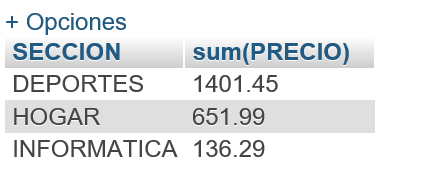 + Opciones
SECCION sum(PRECIO)
DEPORTES 1401.45
HOGAR 651.99
INFORMATICA 136.29